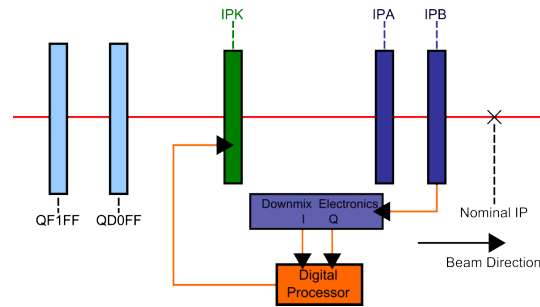 IPK
IPA IPB
QF1FF QD0FF
Downmix Electronics
I Q
Nominal IP
Beam Direction
Digital
Processor